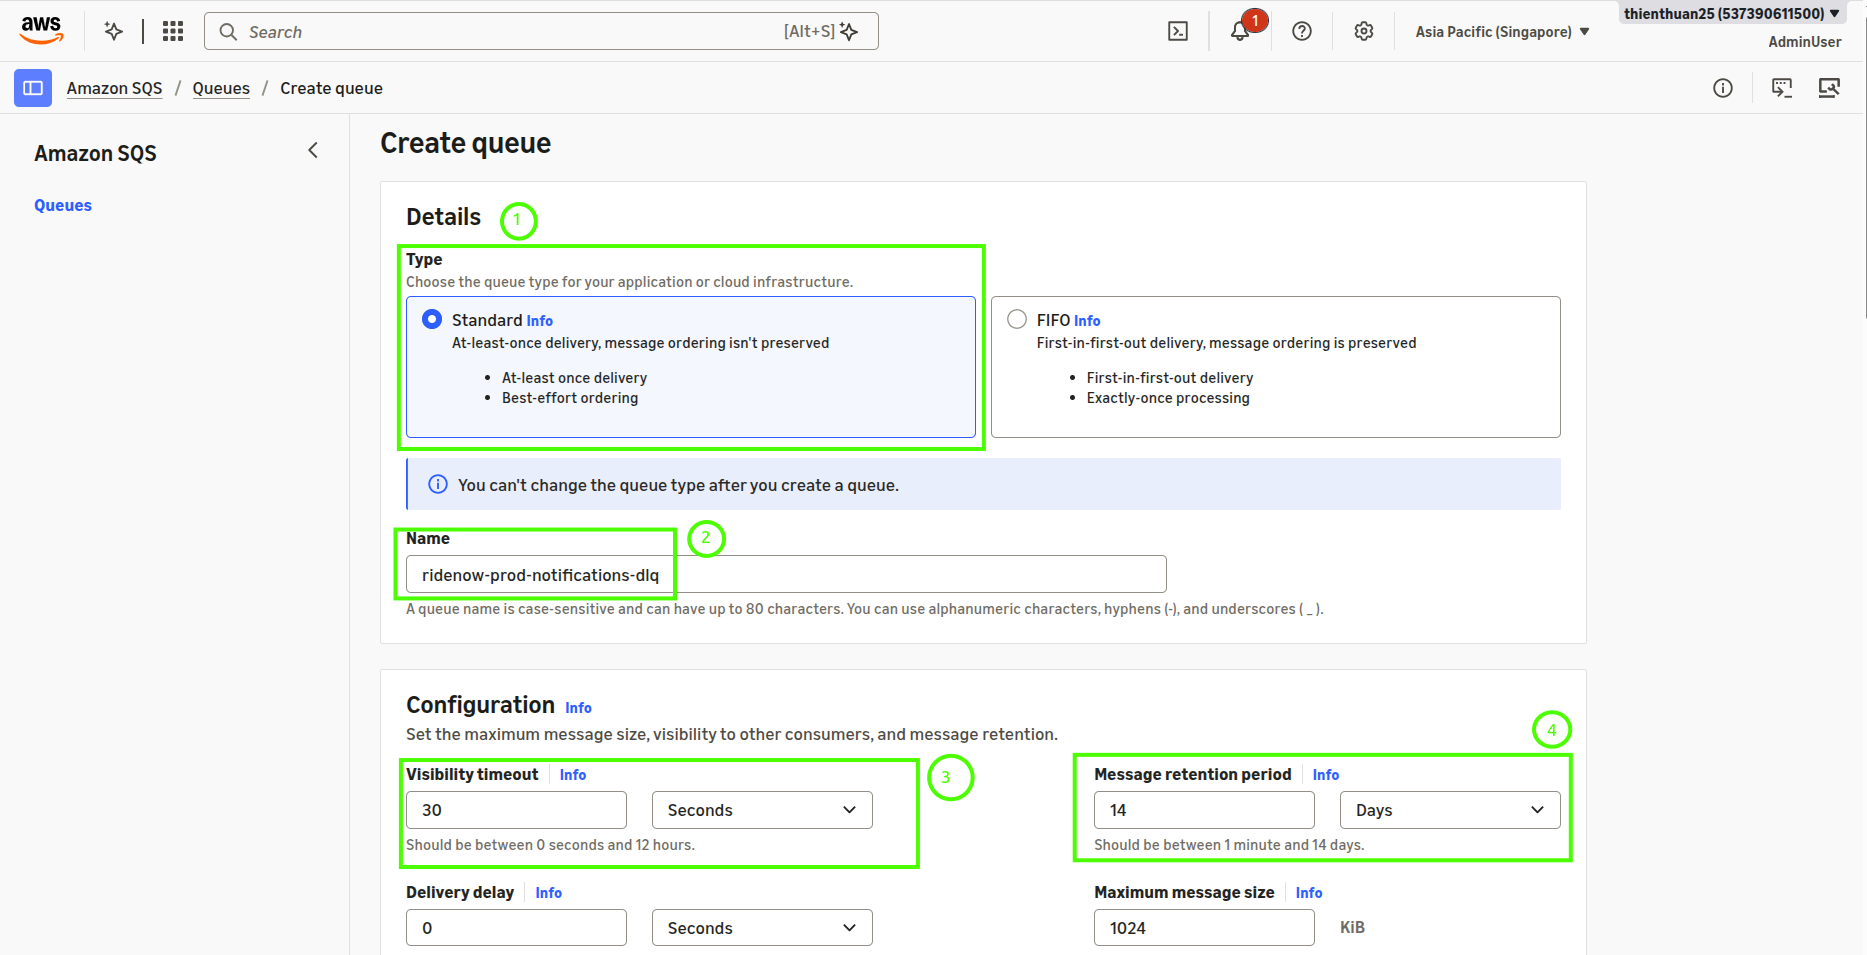 aws
Search
[Alt+S]
1
Asia Pacific (Singapore)
thienthuan25 (537390611500)
AdminUser
Amazon SQS / Queues / Create queue
Amazon SQS
Queues
Create queue
Details
1
Type
Choose the queue type for your application or cloud infrastructure.
Standard Info
At-least-once delivery, message ordering isn't preserved
• At-least once delivery
• Best-effort ordering
FIFO Info
First-in-first-out delivery, message ordering is preserved
• First-in-first-out delivery
• Exactly-once processing
You can't change the queue type after you create a queue.
Name
2
ridenow-prod-notifications-dlq
A queue name is case-sensitive and can have up to 80 characters. You can use alphanumeric characters, hyphens (-), and underscores ( _ ).
Configuration Info
Set the maximum message size, visibility to other consumers, and message retention.
Visibility timeout Info
3
30
Seconds
Should be between 0 seconds and 12 hours.
4
Message retention period Info
14
Days
Should be between 1 minute and 14 days.
Delivery delay Info
0
Seconds
Maximum message size Info
1024
KiB